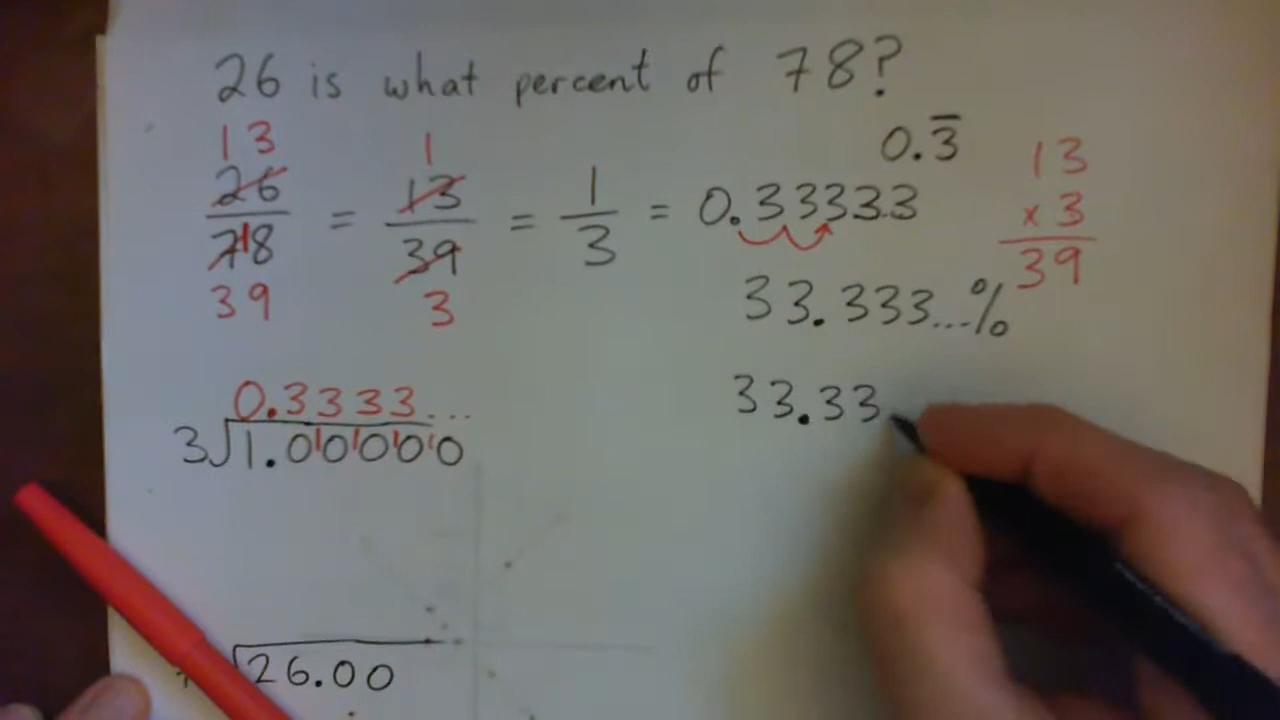 26 is what percent of 78?
0.3̅
13 1 13
26/78 = 13/39 = 1/3 = 0.33333 x 3
39 3 39
33.333...%
0.3333... 33.33
3)1.00000
26.00